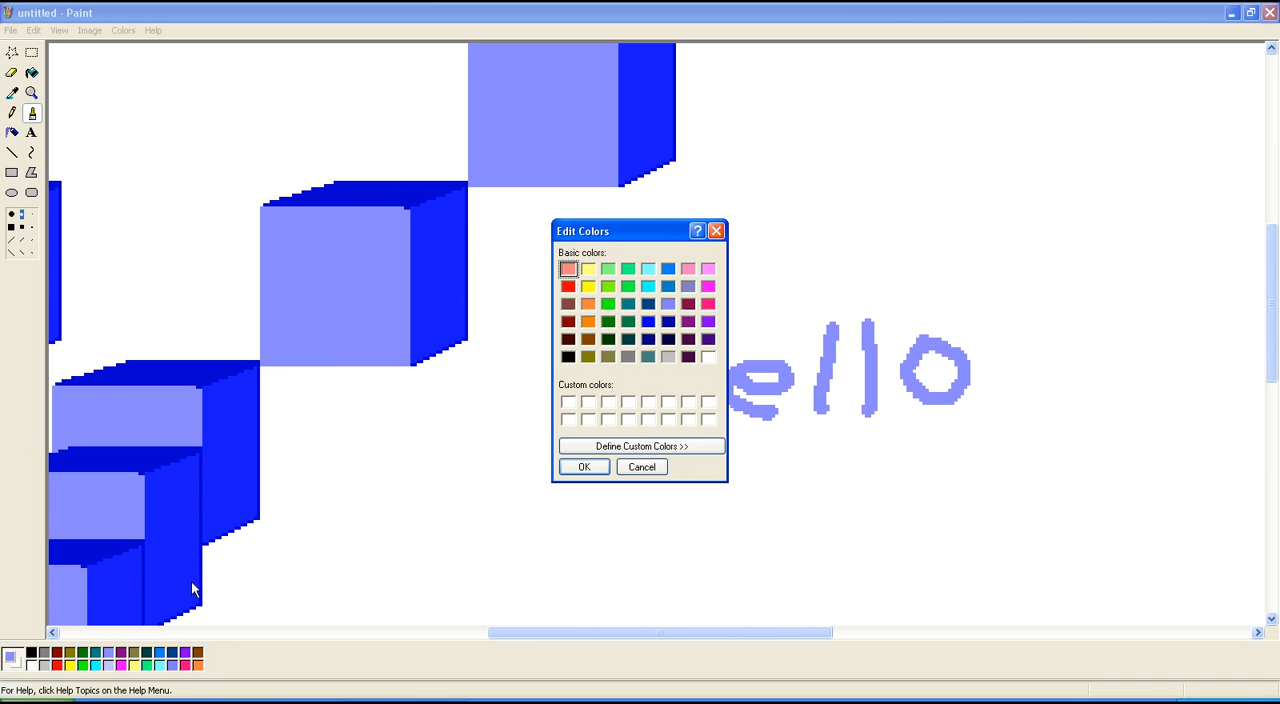 untitled - Paint
File Edit View Image Colors Help
A
Edit Colors
?
Basic colors:
ello
Custom colors:
Define Custom Colors >>
OK Cancel
For Help, click Help Topics on the Help Menu.